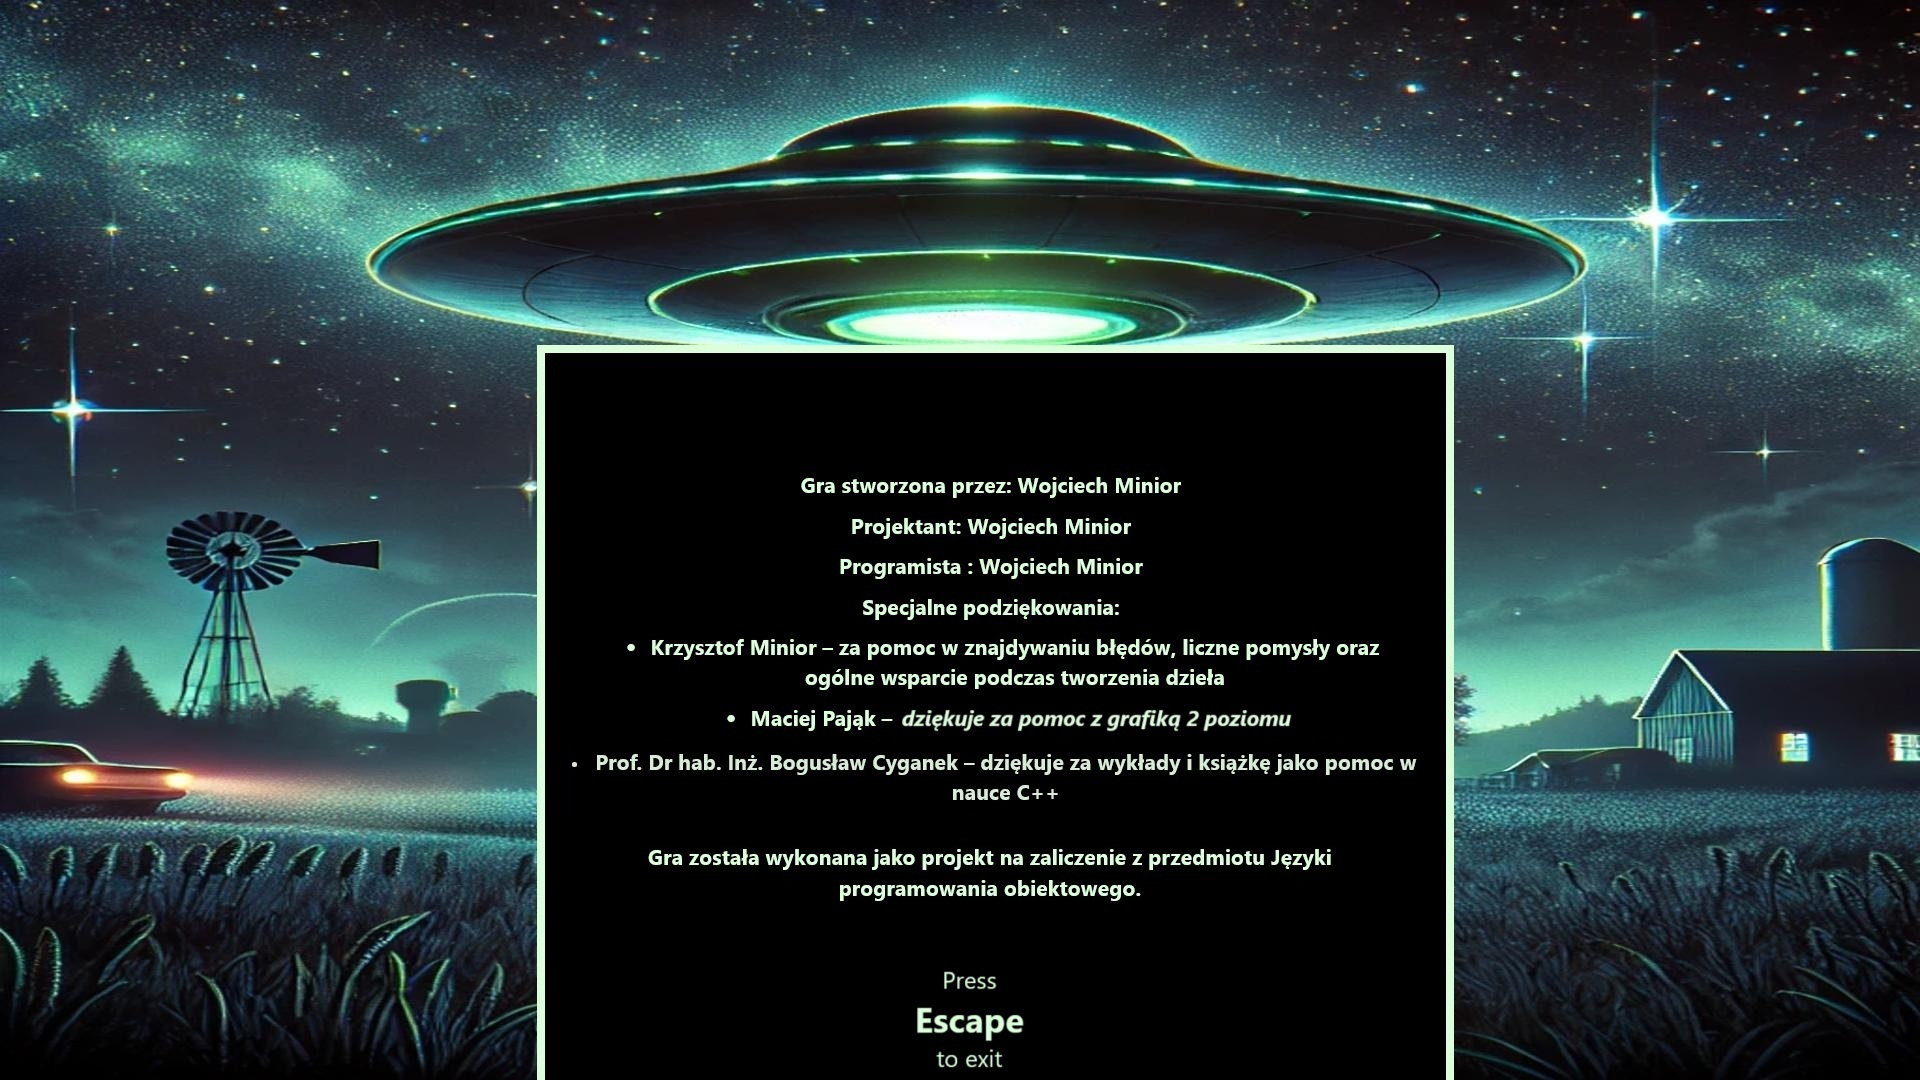 Gra stworzona przez: Wojciech Minior
Projektant: Wojciech Minior
Programista : Wojciech Minior
Specjalne podziękowania:
• Krzysztof Minior – za pomoc w znajdywaniu błędów, liczne pomysły oraz
ogólne wsparcie podczas tworzenia dzieła
• Maciej Pająk – dziękuje za pomoc z grafiką 2 poziomu
• Prof. Dr hab. Inż. Bogusław Cyganek – dziękuje za wykłady i książkę jako pomoc w
nauce C++
Gra została wykonana jako projekt na zaliczenie z przedmiotu Języki
programowania obiektowego.
Press
Escape
to exit